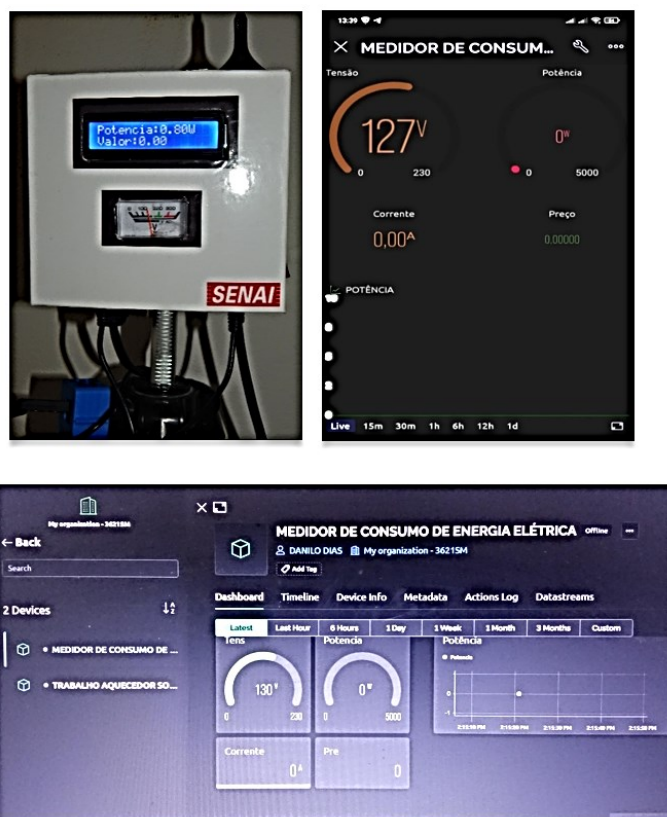 Potencia:0.80W
Valor:0.00
SENAI
13:39
MEDIDOR DE CONSUM...
Tensão
Potência
127V
0W
0
230
0
5000
Corrente
Preço
0,00A
0.00000
POTÊNCIA
Live 15m 30m 1h 6h 12h 1d
My organization - 3621SM
Back
Search
2 Devices
MEDIDOR DE CONSUMO DE ...
TRABALHO AQUECEDOR SO...
MEDIDOR DE CONSUMO DE ENERGIA ELÉTRICA Offline
DANILO DIAS My organization - 3621SM
Add Tag
Dashboard Timeline Device Info Metadata Actions Log Datastreams
Latest Last Hour 6 Hours 1 Day 1 Week 1 Month 3 Months Custom
Tens
Potencia
Potência
Potencia
130V
0W
0
230
0
5000
0
-1
Corrente
Pre
0A
0